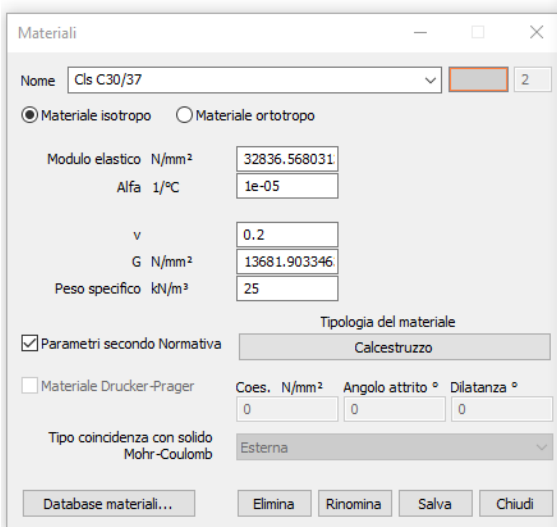 Materiali
Nome Cls C30/37 2
Materiale isotropo Materiale ortotropo
Modulo elastico N/mm² 32836.568031
Alfa 1/°C 1e-05
ν 0.2
G N/mm² 13681.903346
Peso specifico kN/m³ 25
Tipologia del materiale
Parametri secondo Normativa Calcestruzzo
Materiale Drucker-Prager Coes. N/mm² Angolo attrito ° Dilatanza °
0 0 0
Tipo coincidenza con solido
Mohr-Coulomb Esterna
Database materiali... Elimina Rinomina Salva Chiudi